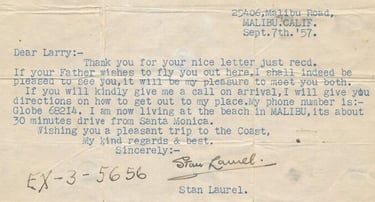 25406,Malibu Road,
MALIBU.CALIF.
Sept.7th.'57.
Dear Larry:-
Thank you for your nice letter just recd.
If your Father wishes to fly you out here,I shall indeed be
pleased to see you,it will be my pleasure to meet you both.
If you will kindly give me a call on arrival,I will give you
directions on how to get out to my place.My phone number is:-
Globe 68214. I am now living at the beach in MALIBU,its about
30 minutes drive from Santa Monica.
Wishing you a pleasant trip to the Coast,
My kind regards & best.
Sincerely:-
Stan Laurel.
EX-3-5656
Stan Laurel.